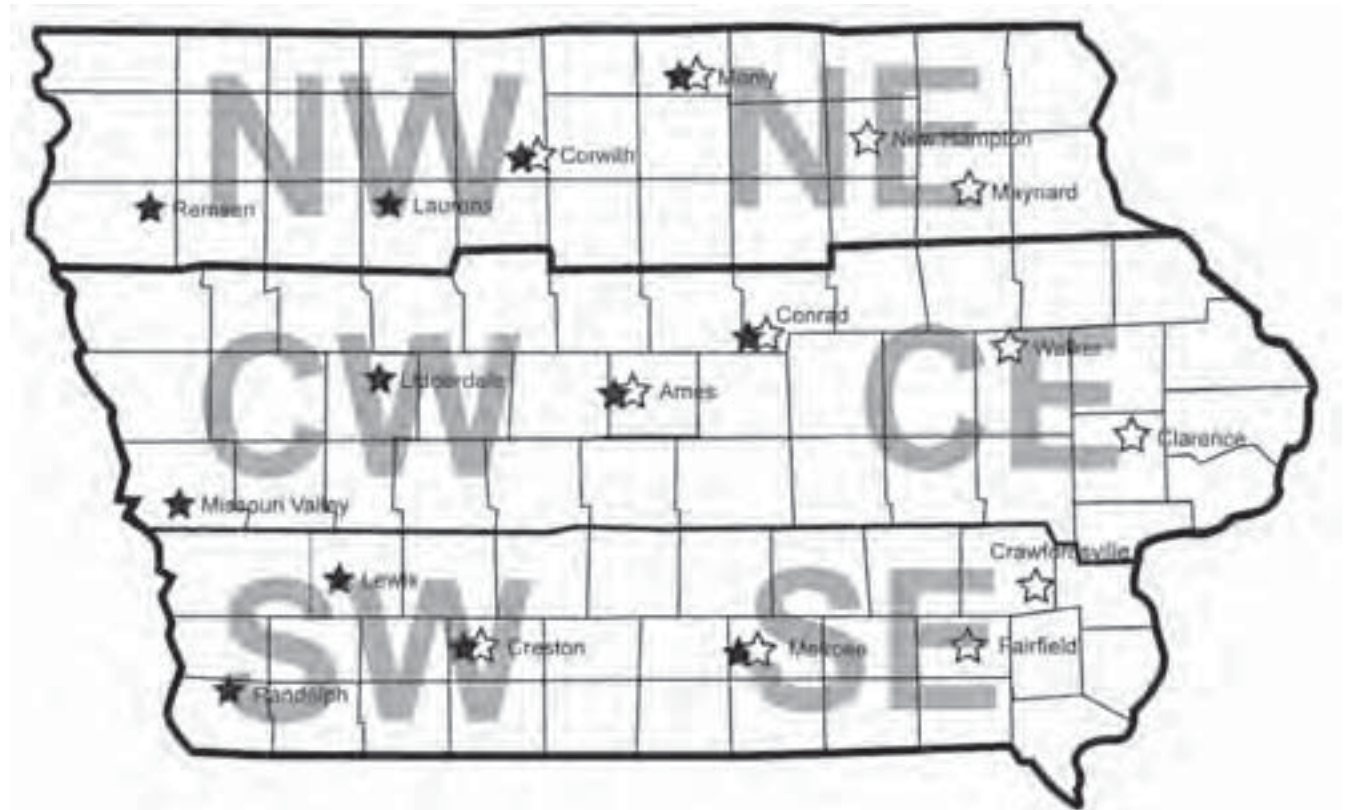 NW NE
Manly
New Hampton
Corwith
Maynard
Remsen
Laurens
Conrad
CW CE
Walker
Lidderdale
Ames
Clarence
Missouri Valley
Crawfordsville
SW SE
Lewis
Creston
Melrose
Fairfield
Randolph